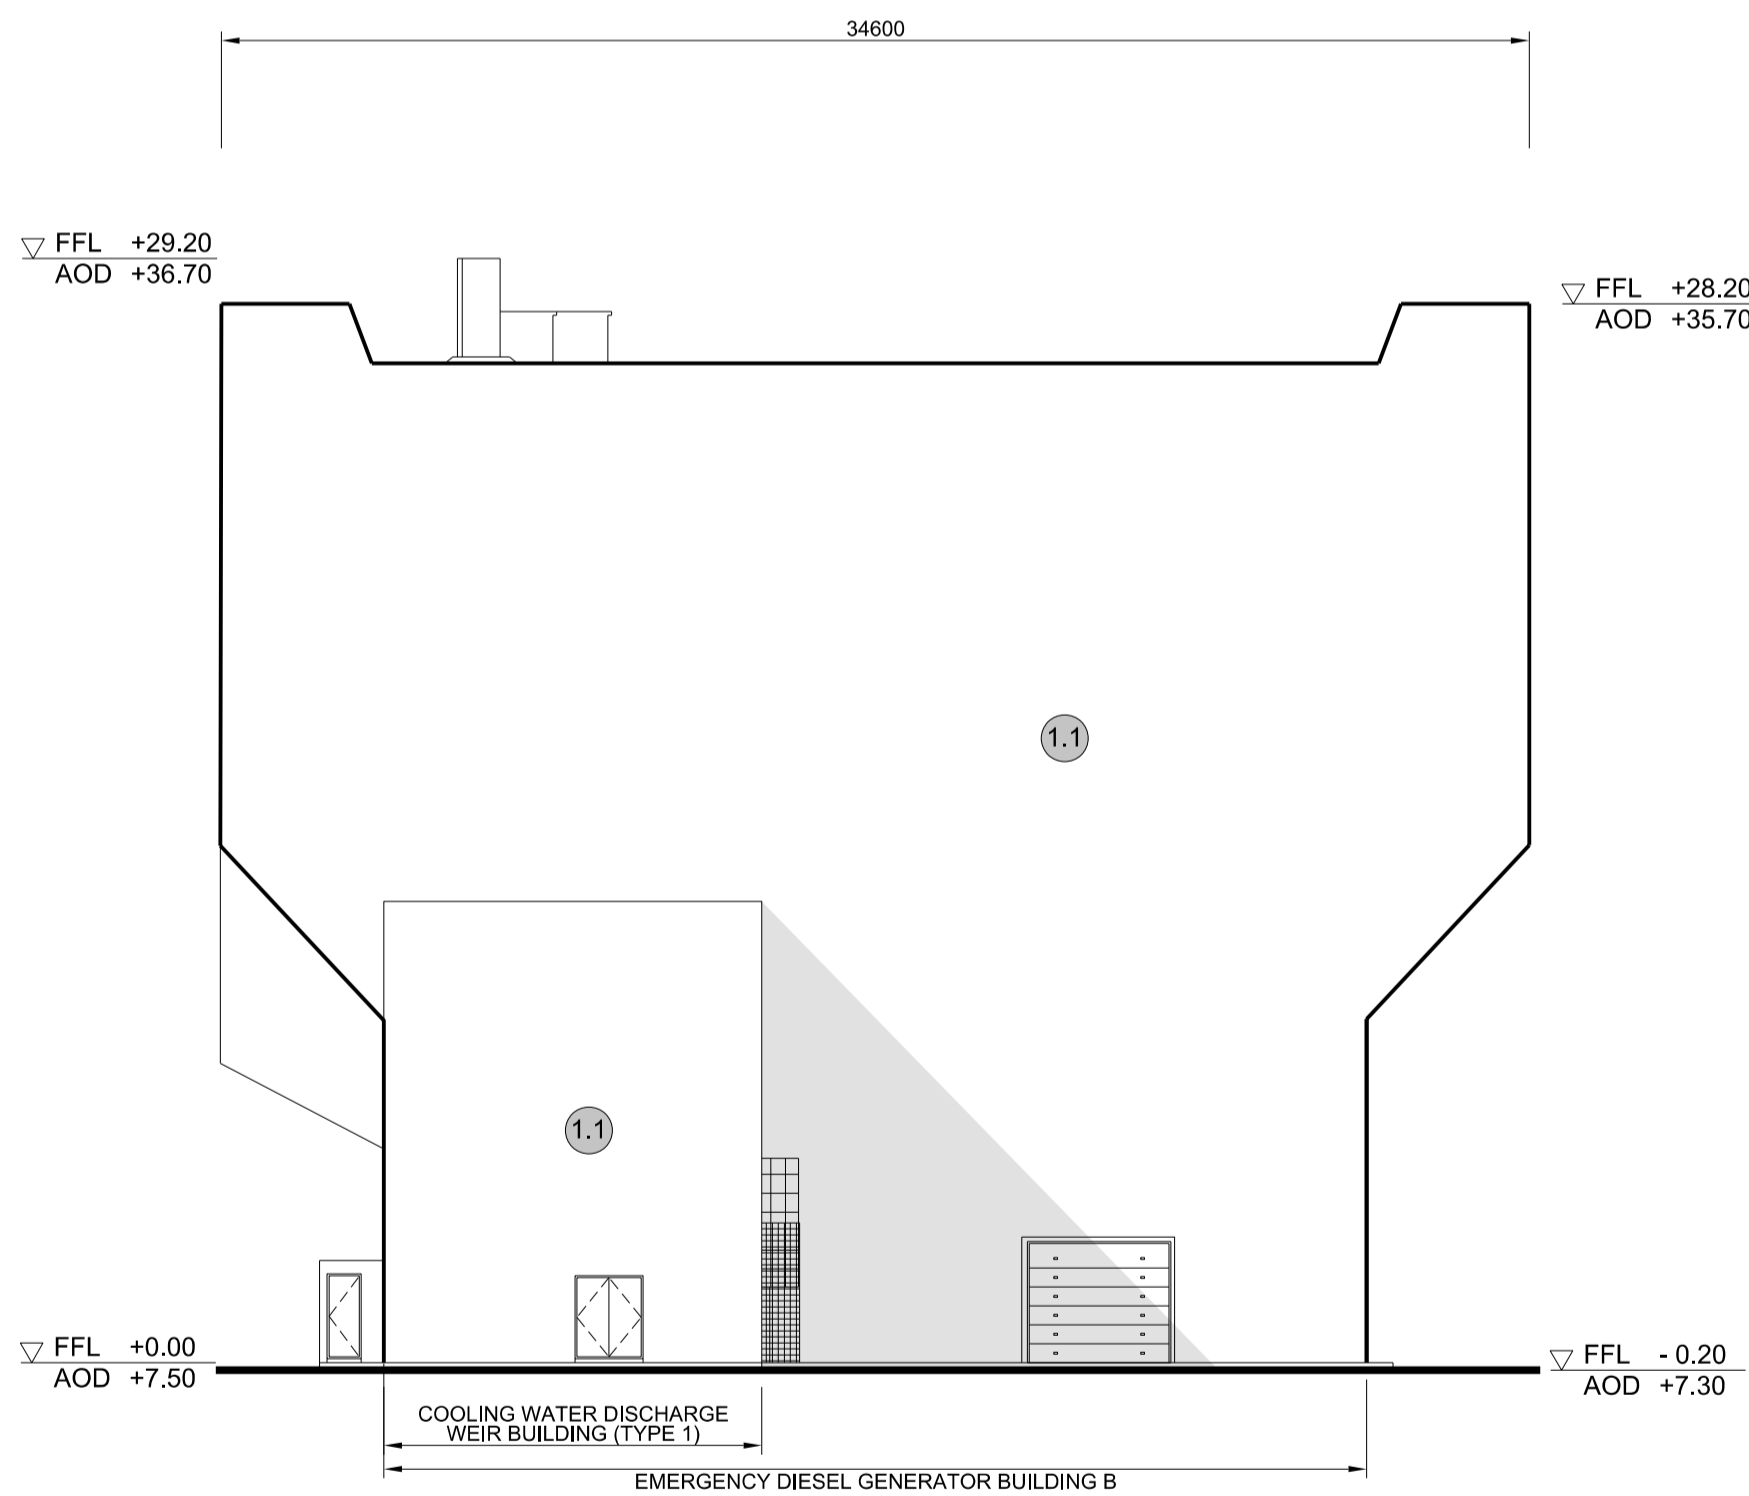 34600
FFL +29.20
AOD +36.70
FFL +28.20
AOD +35.70
1.1
1.1
FFL +0.00
AOD +7.50
FFL - 0.20
AOD +7.30
COOLING WATER DISCHARGE
WEIR BUILDING (TYPE 1)
EMERGENCY DIESEL GENERATOR BUILDING B